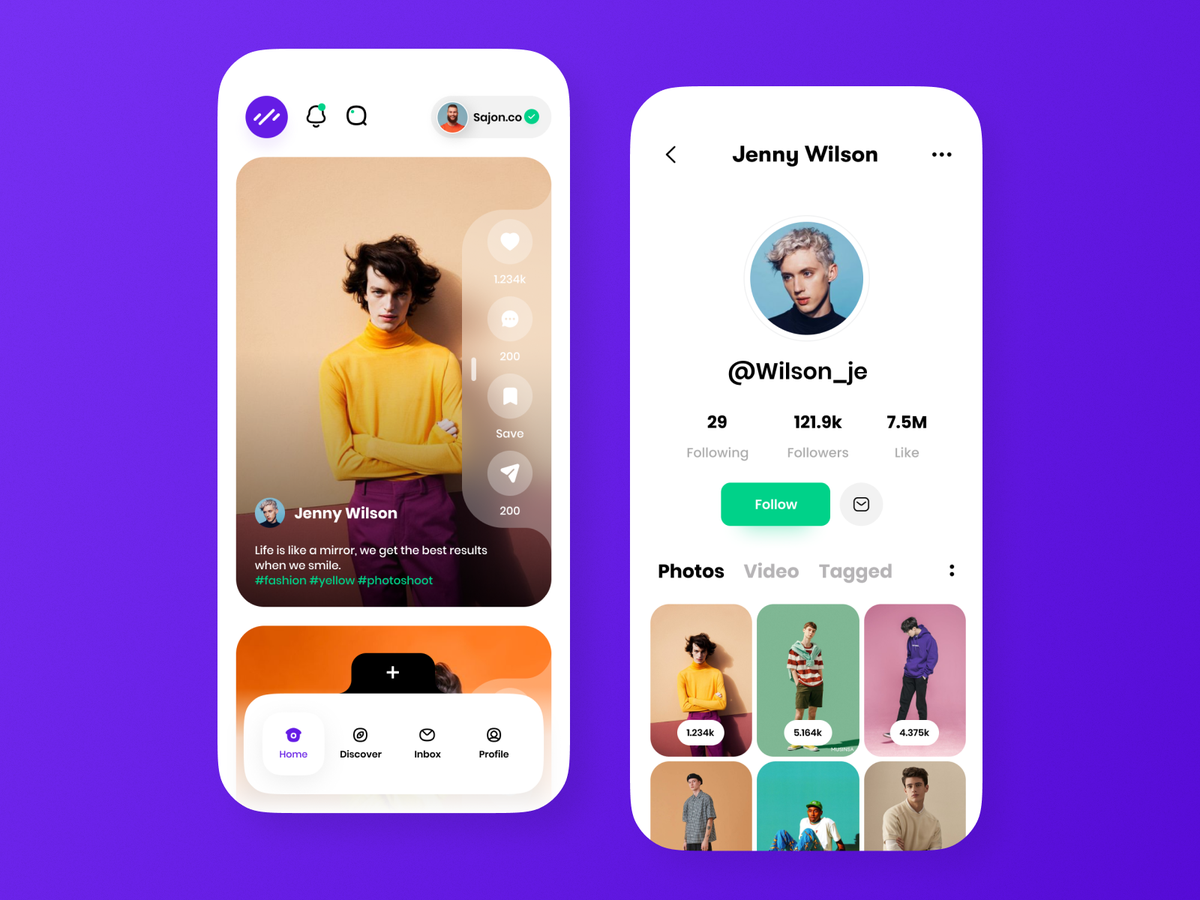 Sajon.co
1.234k
200
Save
200
Jenny Wilson
Life is like a mirror, we get the best results
when we smile.
#fashion #yellow #photoshoot
+
Home Discover Inbox Profile
Jenny Wilson
@Wilson_je
29 121.9k 7.5M
Following Followers Like
Follow
Photos Video Tagged
1.234k 5.164k 4.375k